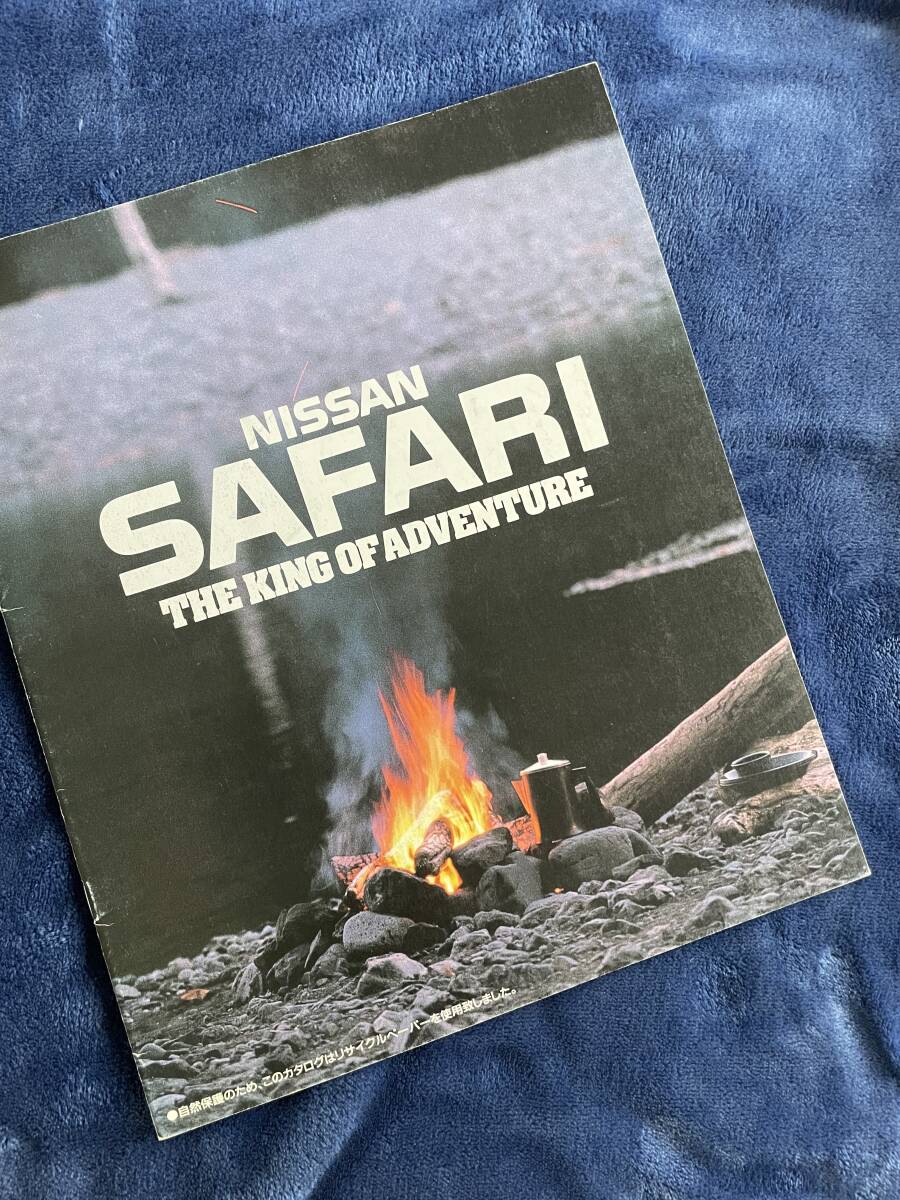 NISSAN
SAFARI
THE KING OF ADVENTURE
●自然保護のため、このカタログはリサイクルペーパーを使用致しました。